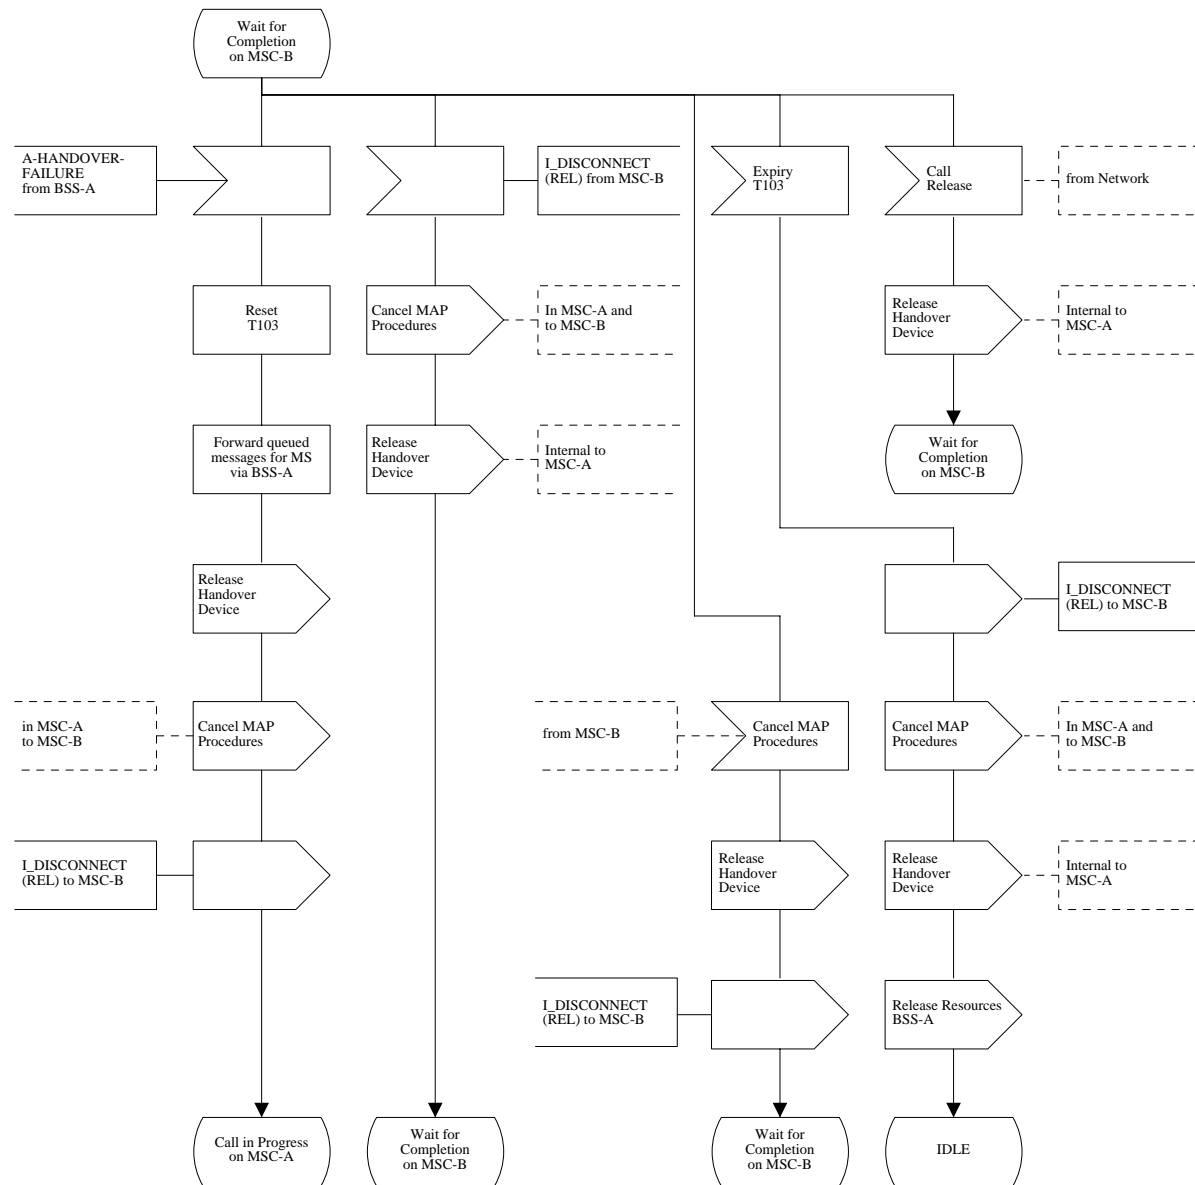 Wait for
Completion
on MSC-B
A-HANDOVER-
FAILURE
from BSS-A
I_DISCONNECT
(REL) from MSC-B
Expiry
T103
Call
Release
from Network
Reset
T103
Cancel MAP
Procedures
In MSC-A and
to MSC-B
Release
Handover
Device
Internal to
MSC-A
Forward queued
messages for MS
via BSS-A
Release
Handover
Device
Internal to
MSC-A
Wait for
Completion
on MSC-B
Release
Handover
Device
I_DISCONNECT
(REL) to MSC-B
in MSC-A
to MSC-B
Cancel MAP
Procedures
from MSC-B
Cancel MAP
Procedures
Cancel MAP
Procedures
In MSC-A and
to MSC-B
I_DISCONNECT
(REL) to MSC-B
Release
Handover
Device
Release
Handover
Device
Internal to
MSC-A
I_DISCONNECT
(REL) to MSC-B
Release Resources
BSS-A
Call in Progress
on MSC-A
Wait for
Completion
on MSC-B
Wait for
Completion
on MSC-B
IDLE